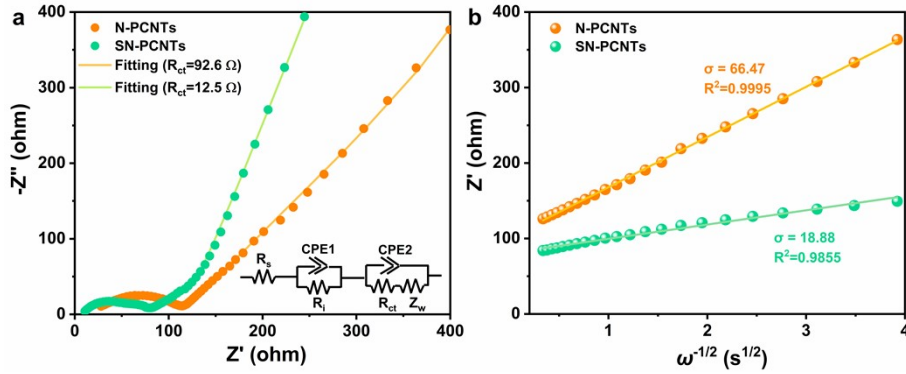 a
N-PCNTs
SN-PCNTs
Fitting (Rct=92.6 Ω)
Fitting (Rct=12.5 Ω)
400
300
200
100
0
-Z'' (ohm)
Rs
CPE1
Ri
CPE2
Rct
Zw
0
100
200
300
400
Z' (ohm)
b
N-PCNTs
SN-PCNTs
σ = 66.47
R²=0.9995
σ = 18.88
R²=0.9855
400
300
200
100
0
Z' (ohm)
1
2
3
4
ω^-1/2 (s^1/2)